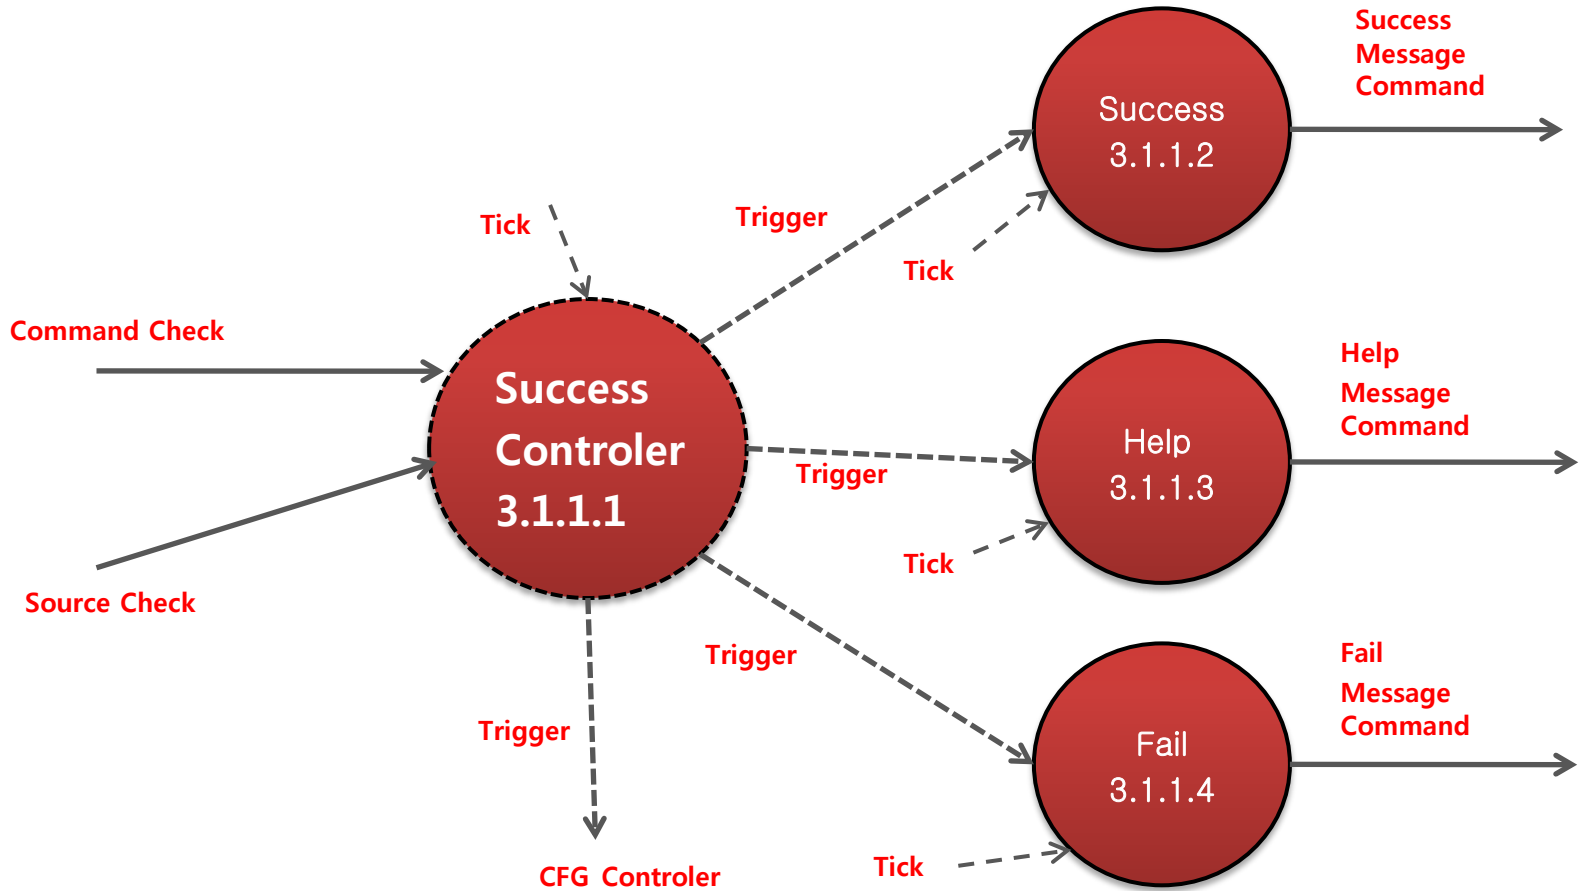 Success
Message
Command
Success
3.1.1.2
Trigger
Tick
Tick
Command Check
Success
Controler
3.1.1.1
Help
Message
Command
Help
3.1.1.3
Trigger
Tick
Source Check
Trigger
Fail
Message
Command
Trigger
Fail
3.1.1.4
Tick
CFG Controler